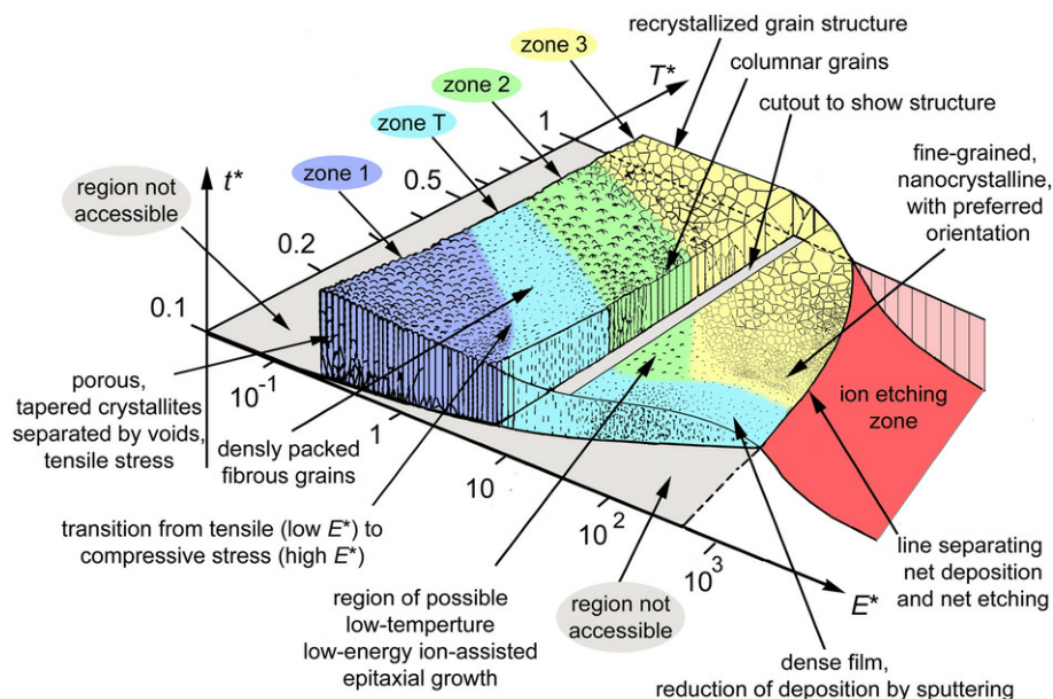 recrystallized grain structure
zone 3
columnar grains
T*
zone 2
cutout to show structure
zone T
1
fine-grained,
nanocrystalline,
with preferred
orientation
zone 1
0.5
t*
region not
accessible
0.2
0.1
10⁻¹
porous,
tapered crystallites
separated by voids,
tensile stress
1
densly packed
fibrous grains
10
ion etching
zone
10²
transition from tensile (low E*) to
compressive stress (high E*)
10³
line separating
net deposition
and net etching
E*
region of possible
low-temperture
low-energy ion-assisted
epitaxial growth
region not
accessible
dense film,
reduction of deposition by sputtering